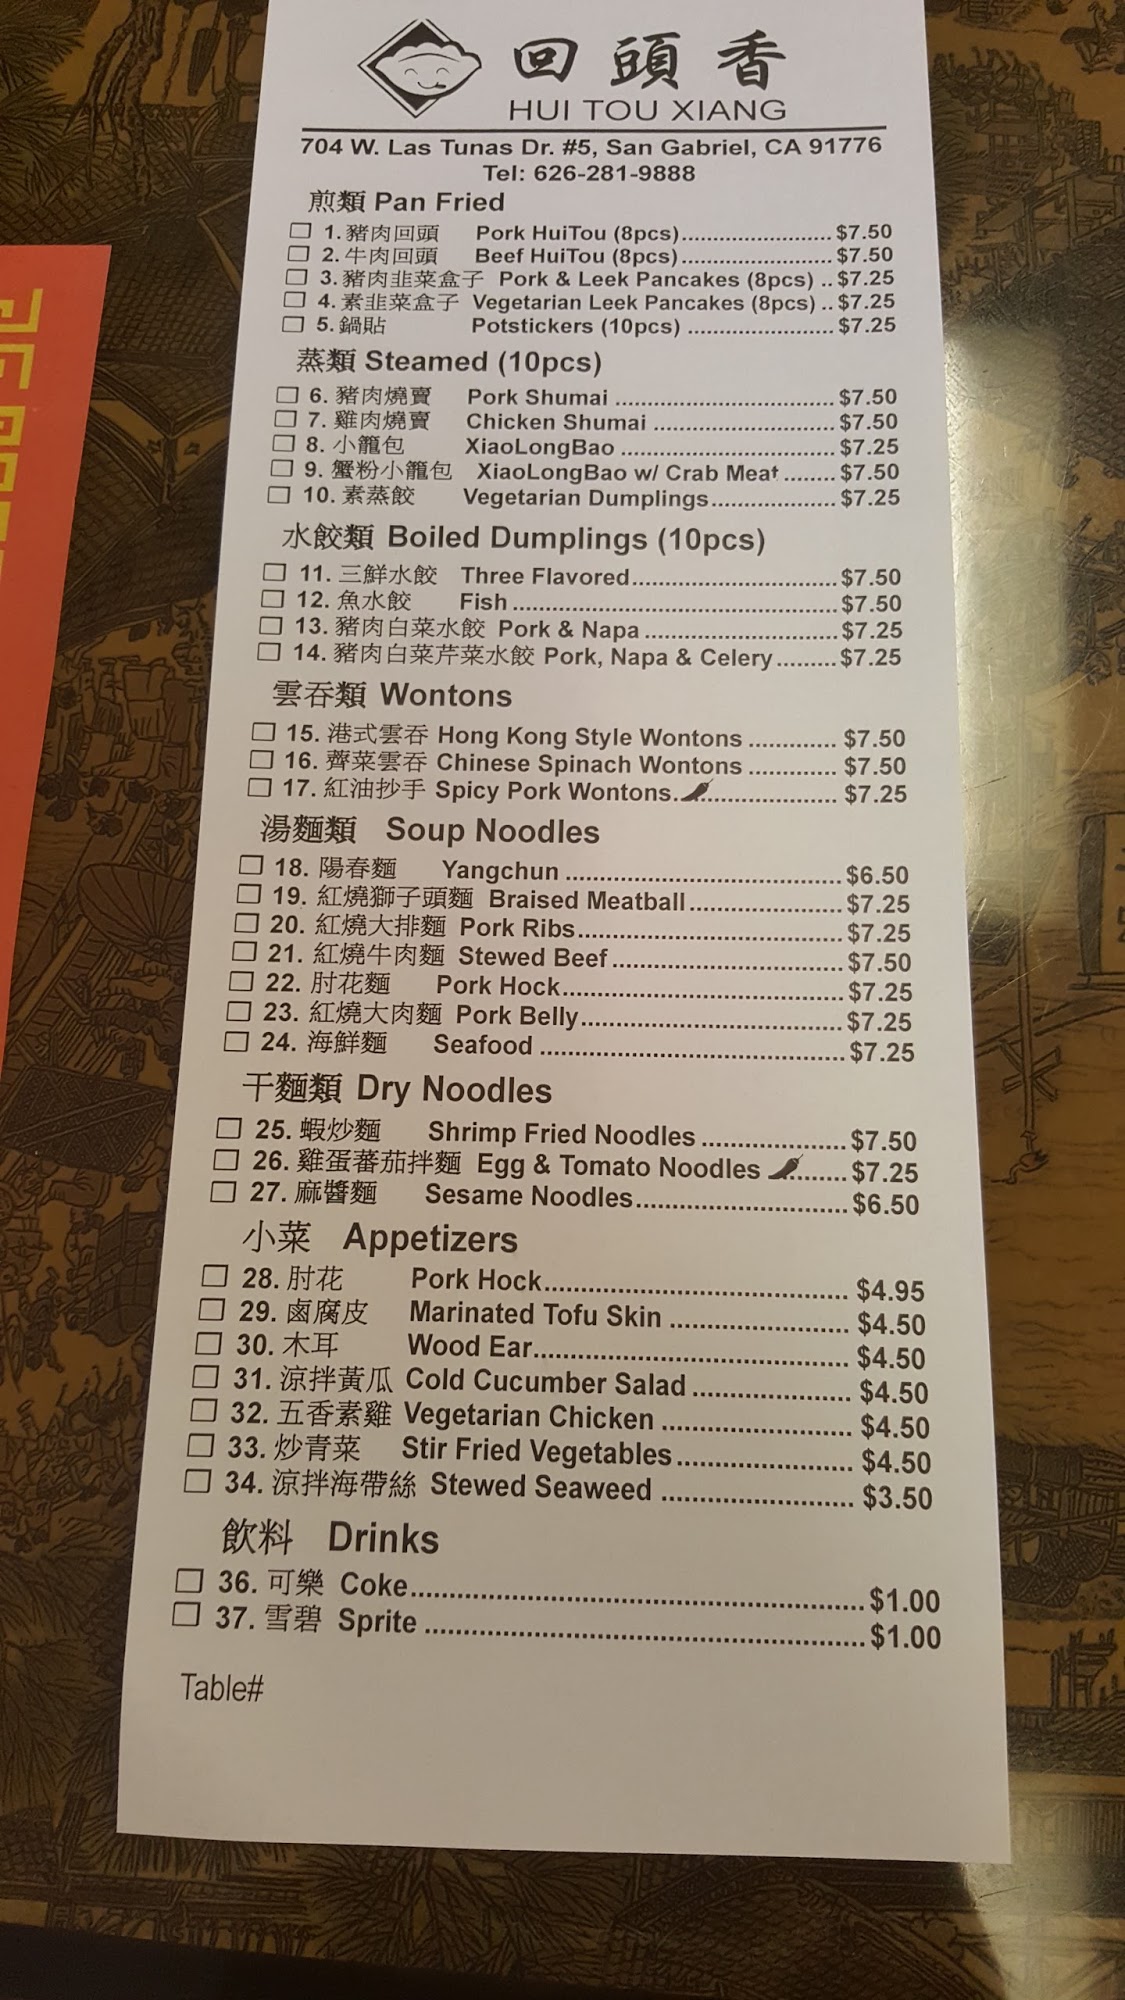 回頭香
HUI TOU XIANG
704 W. Las Tunas Dr. #5, San Gabriel, CA 91776
Tel: 626-281-9888
煎類 Pan Fried
1. 豬肉回頭 Pork HuiTou (8pcs)......................$7.50
2. 牛肉回頭 Beef HuiTou (8pcs)......................$7.50
3. 豬肉韭菜盒子 Pork & Leek Pancakes (8pcs) ..$7.25
4. 素韭菜盒子 Vegetarian Leek Pancakes (8pcs) ..$7.25
5. 鍋貼 Potstickers (10pcs) .....................$7.25
蒸類 Steamed (10pcs)
6. 豬肉燒賣 Pork Shumai ................................$7.50
7. 雞肉燒賣 Chicken Shumai ..........................$7.50
8. 小籠包 XiaoLongBao ...............................$7.25
9. 蟹粉小籠包 XiaoLongBao w/ Crab Meat ........$7.50
10. 素蒸餃 Vegetarian Dumplings..................$7.25
水餃類 Boiled Dumplings (10pcs)
11. 三鮮水餃 Three Flavored.............................$7.50
12. 魚水餃 Fish ..............................................$7.50
13. 豬肉白菜水餃 Pork & Napa ...........................$7.25
14. 豬肉白菜芹菜水餃 Pork, Napa & Celery.........$7.25
雲吞類 Wontons
15. 港式雲吞 Hong Kong Style Wontons ............. $7.50
16. 薺菜雲吞 Chinese Spinach Wontons ............. $7.50
17. 紅油抄手 Spicy Pork Wontons...................... $7.25
湯麵類 Soup Noodles
18. 陽春麵 Yangchun ......................................$6.50
19. 紅燒獅子頭麵 Braised Meatball.....................$7.25
20. 紅燒大排麵 Pork Ribs....................................$7.25
21. 紅燒牛肉麵 Stewed Beef ...............................$7.50
22. 肘花麵 Pork Hock......................................$7.25
23. 紅燒大肉麵 Pork Belly...................................$7.25
24. 海鮮麵 Seafood .........................................$7.25
干麵類 Dry Noodles
25. 蝦炒麵 Shrimp Fried Noodles ...................$7.50
26. 雞蛋蕃茄拌麵 Egg & Tomato Noodles .........$7.25
27. 麻醬麵 Sesame Noodles............................$6.50
小菜 Appetizers
28. 肘花 Pork Hock....................................... $4.95
29. 鹵腐皮 Marinated Tofu Skin ....................... $4.50
30. 木耳 Wood Ear........................................ $4.50
31. 涼拌黃瓜 Cold Cucumber Salad .................... $4.50
32. 五香素雞 Vegetarian Chicken ........................ $4.50
33. 炒青菜 Stir Fried Vegetables...................... $4.50
34. 涼拌海帶絲 Stewed Seaweed ........................ $3.50
飲料 Drinks
36. 可樂 Coke.........................................................$1.00
37. 雪碧 Sprite .......................................................$1.00
Table#